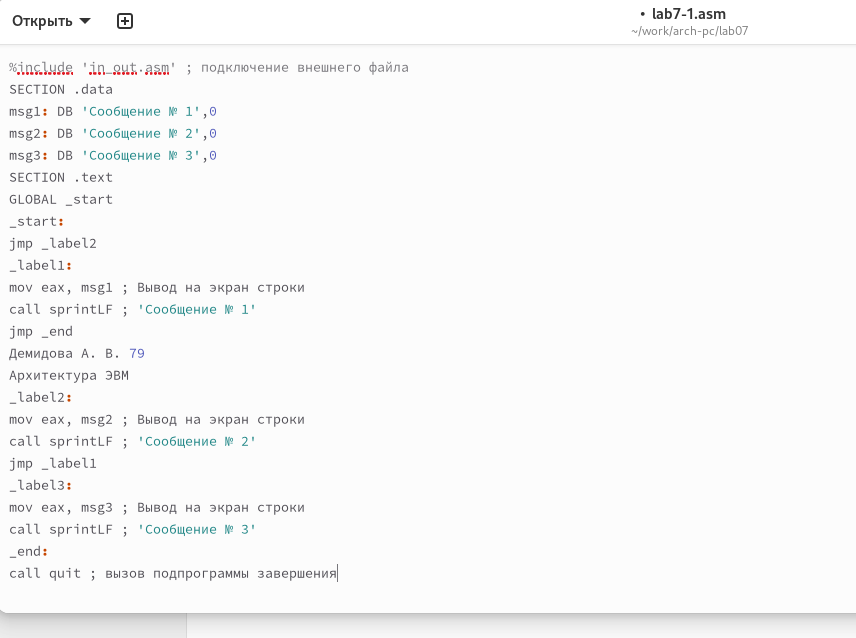 Открыть
• lab7-1.asm
~/work/arch-pc/lab07
%include 'in_out.asm' ; подключение внешнего файла
SECTION .data
msg1: DB 'Сообщение № 1',0
msg2: DB 'Сообщение № 2',0
msg3: DB 'Сообщение № 3',0
SECTION .text
GLOBAL _start
_start:
jmp _label2
_label1:
mov eax, msg1 ; Вывод на экран строки
call sprintLF ; 'Сообщение № 1'
jmp _end
Демидова А. В. 79
Архитектура ЭВМ
_label2:
mov eax, msg2 ; Вывод на экран строки
call sprintLF ; 'Сообщение № 2'
jmp _label1
_label3:
mov eax, msg3 ; Вывод на экран строки
call sprintLF ; 'Сообщение № 3'
_end:
call quit ; вызов подпрограммы завершения